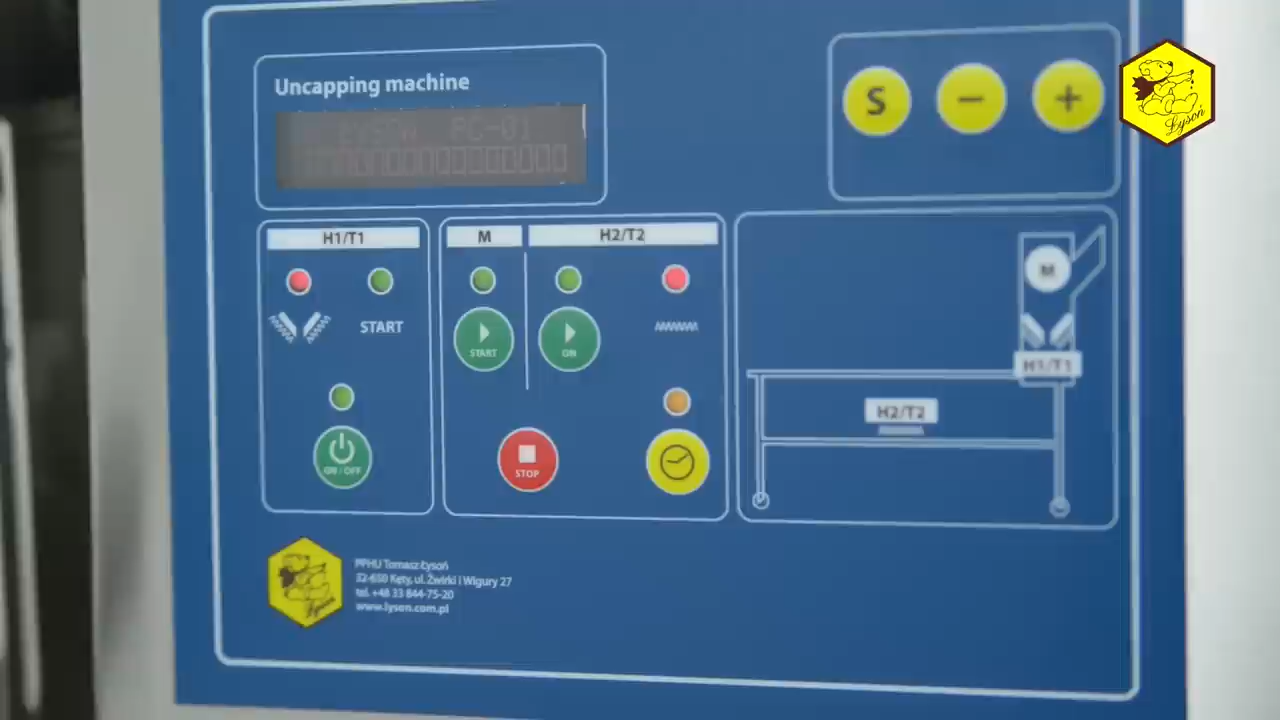 Uncapping machine
S - +
Łysoń
H1/T1
M
H2/T2
START
START
ON
ON / OFF
STOP
M
H1/T1
H2/T2
PPHU Tomasz Łysoń
32-650 Kęty, ul. Żwirki i Wigury 27
tel. +48 33 844-75-20
www.lyson.com.pl
Łysoń